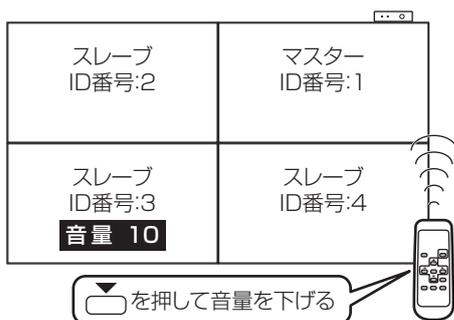 スレーブ
ID番号:2
マスター
ID番号:1
スレーブ
ID番号:3
音量 10
スレーブ
ID番号:4
を押して音量を下げる